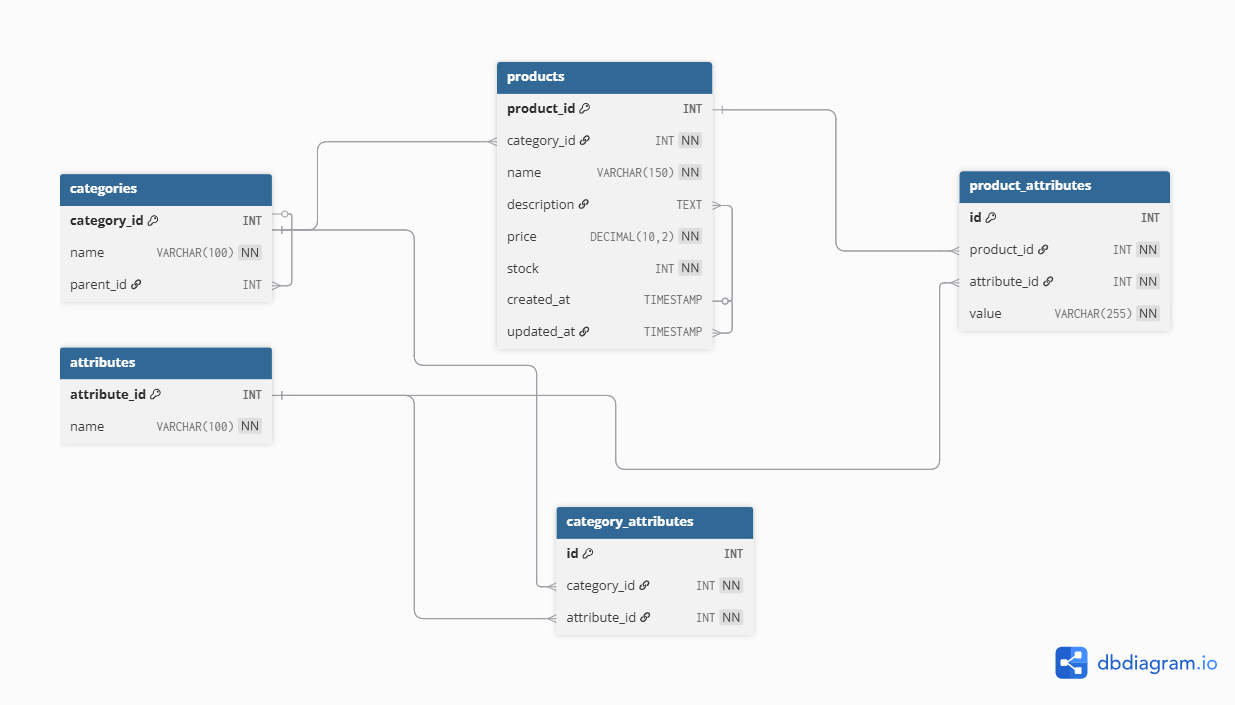 products
product_id INT
category_id INT NN
name VARCHAR(150) NN
description TEXT
price DECIMAL(10,2) NN
stock INT NN
created_at TIMESTAMP
updated_at TIMESTAMP
categories
category_id INT
name VARCHAR(100) NN
parent_id INT
product_attributes
id INT
product_id INT NN
attribute_id INT NN
value VARCHAR(255) NN
attributes
attribute_id INT
name VARCHAR(100) NN
category_attributes
id INT
category_id INT NN
attribute_id INT NN
dbdiagram.io